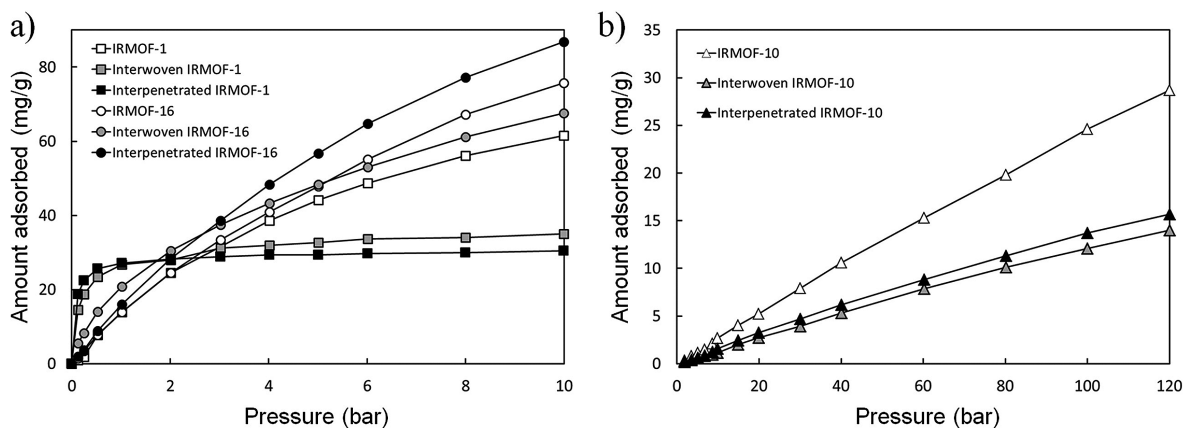 a)
Amount adsorbed (mg/g)
80
60
40
20
0
IRMOF-1
Interwoven IRMOF-1
Interpenetrated IRMOF-1
IRMOF-16
Interwoven IRMOF-16
Interpenetrated IRMOF-16
0 2 4 6 8 10
Pressure (bar)
b)
Amount adsorbed (mg/g)
35
30
25
20
15
10
5
0
IRMOF-10
Interwoven IRMOF-10
Interpenetrated IRMOF-10
0 20 40 60 80 100 120
Pressure (bar)